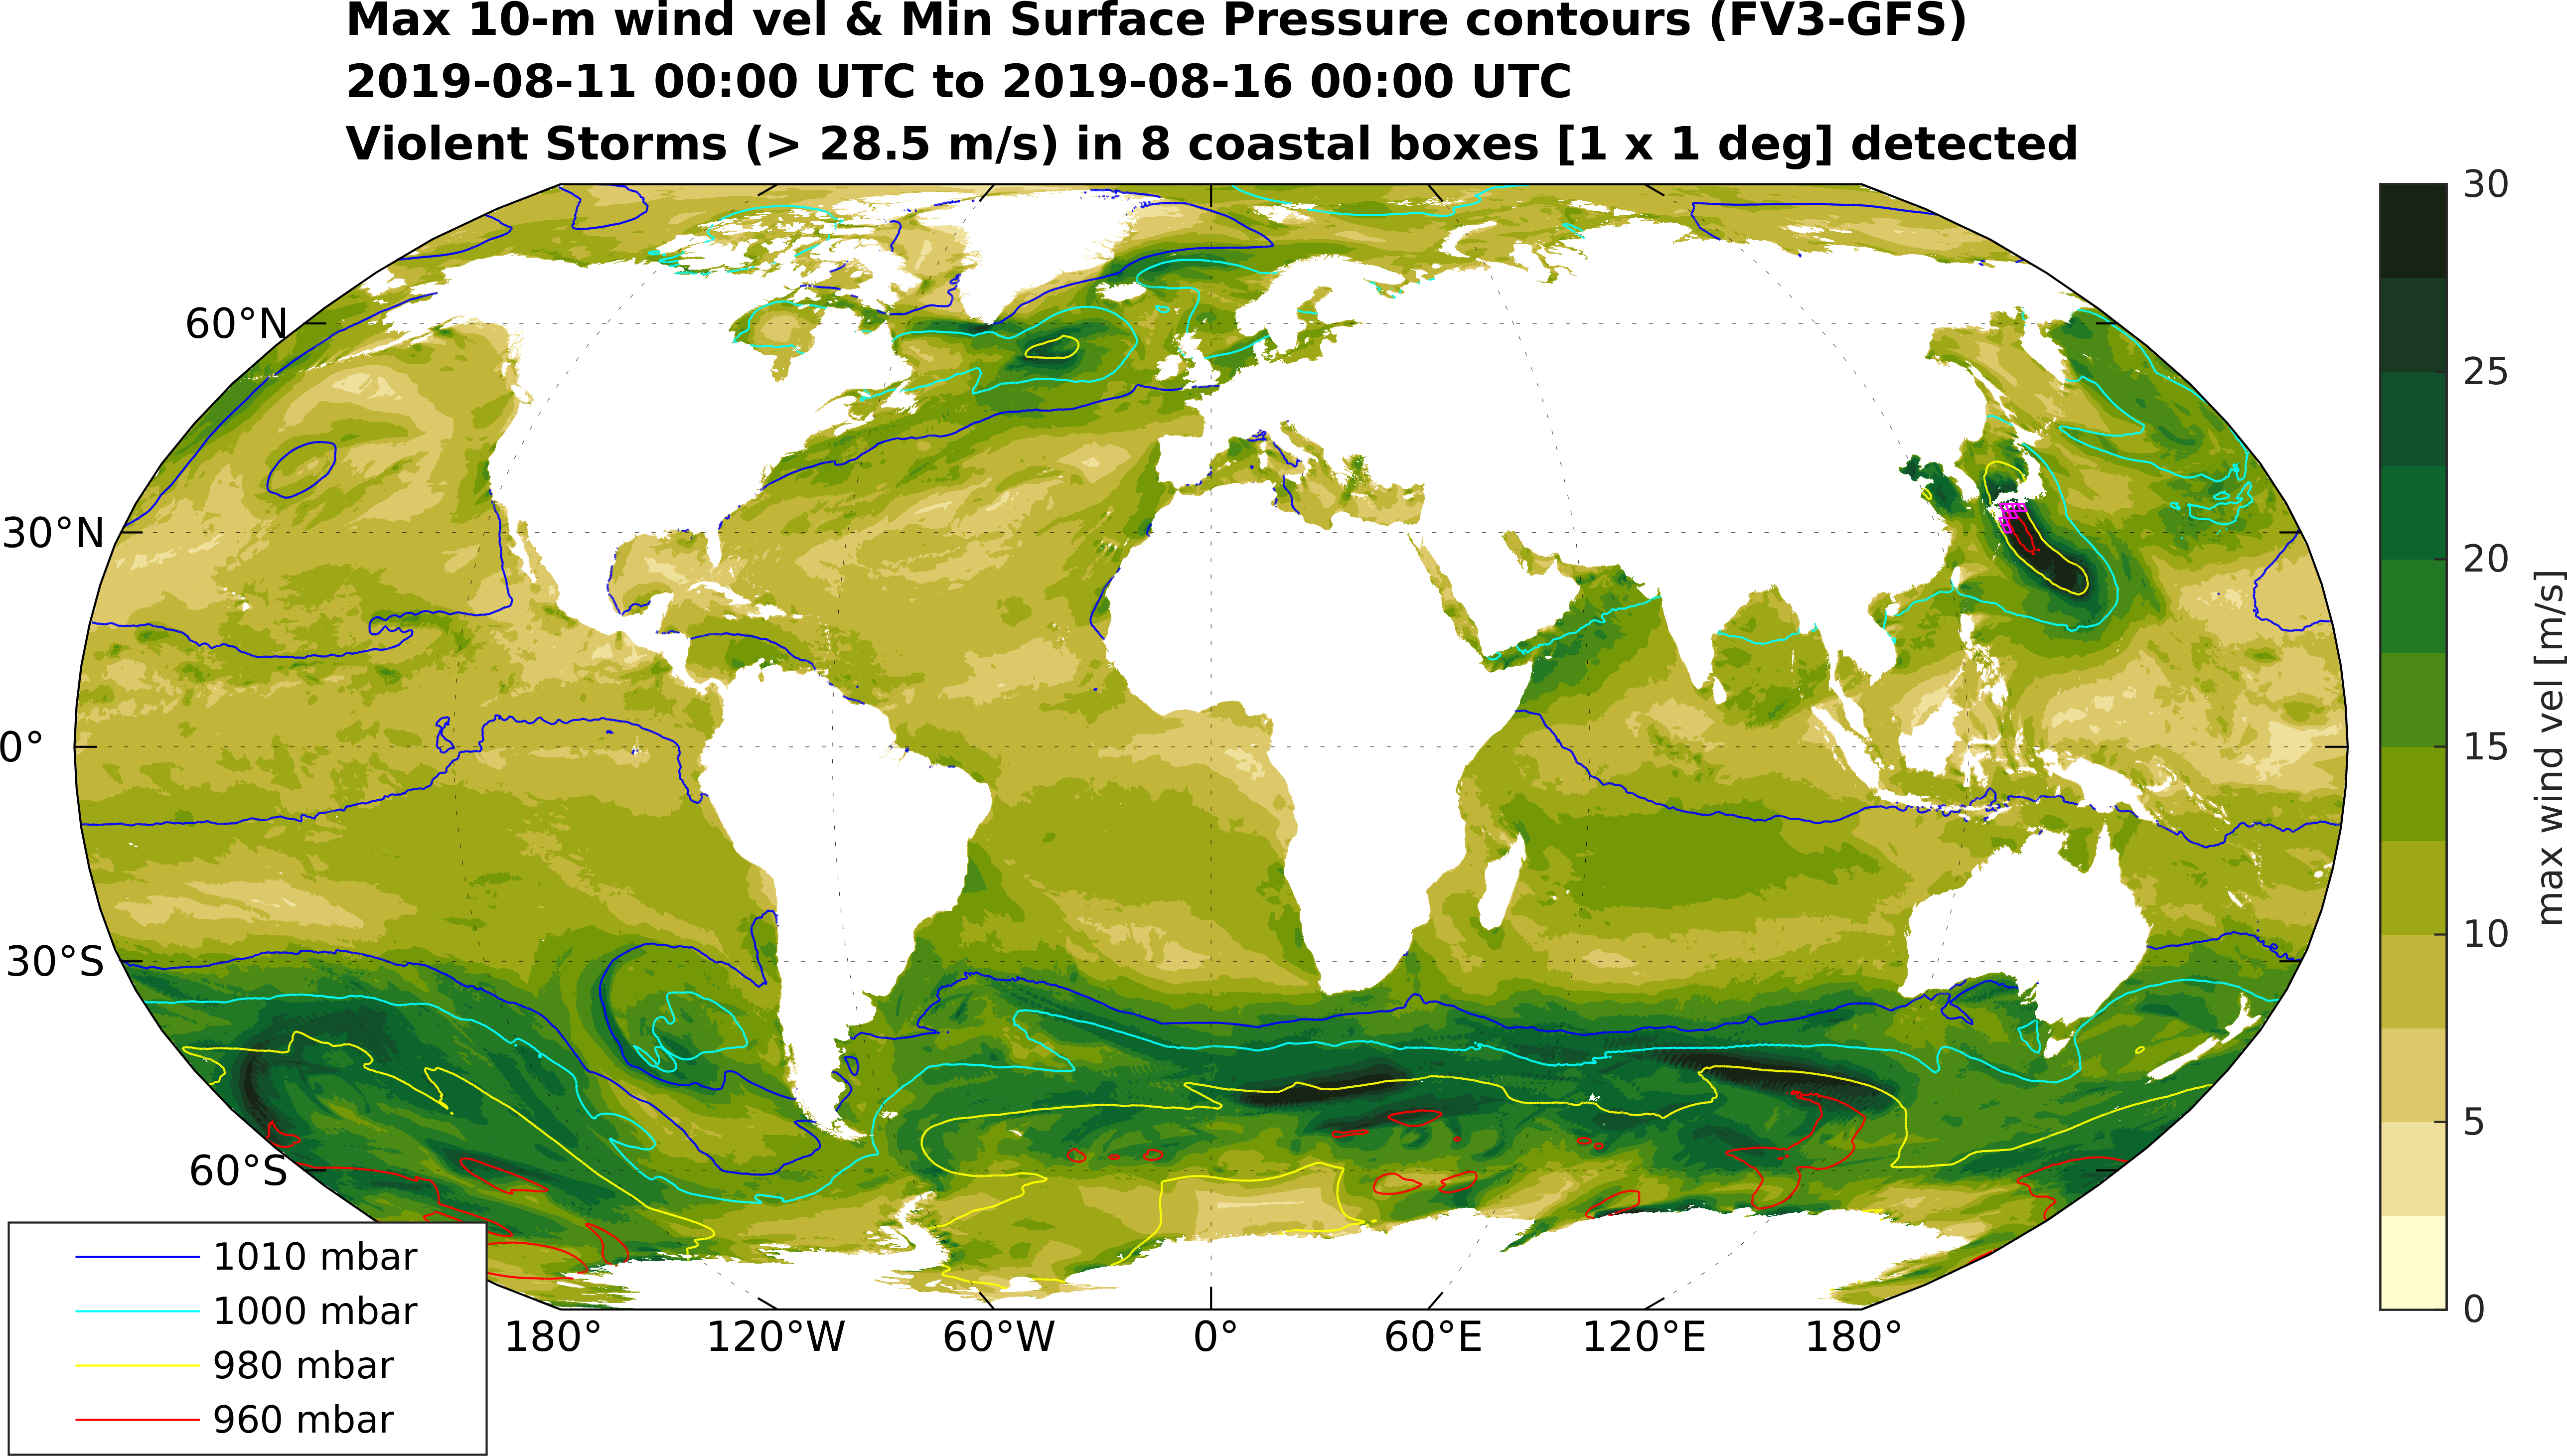 Max 10-m wind vel & Min Surface Pressure contours (FV3-GFS)
2019-08-11 00:00 UTC to 2019-08-16 00:00 UTC
Violent Storms (> 28.5 m/s) in 8 coastal boxes [1 x 1 deg] detected
60°N
30°N
0°
30°S
60°S
180°
120°W
60°W
0°
60°E
120°E
180°
1010 mbar
1000 mbar
980 mbar
960 mbar
30
25
20
15
10
5
0
max wind vel [m/s]